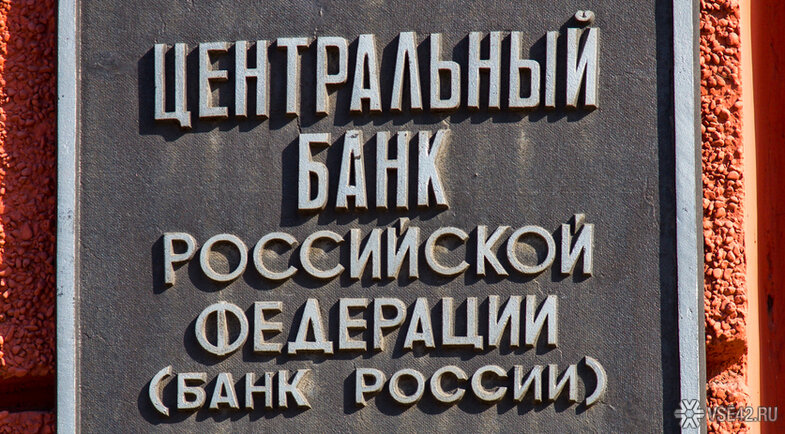 ЦЕНТРАЛЬНЫЙ
БАНК
РОССИЙСКОЙ
ФЕДЕРАЦИИ
(БАНК РОССИИ)
VSE42.RU